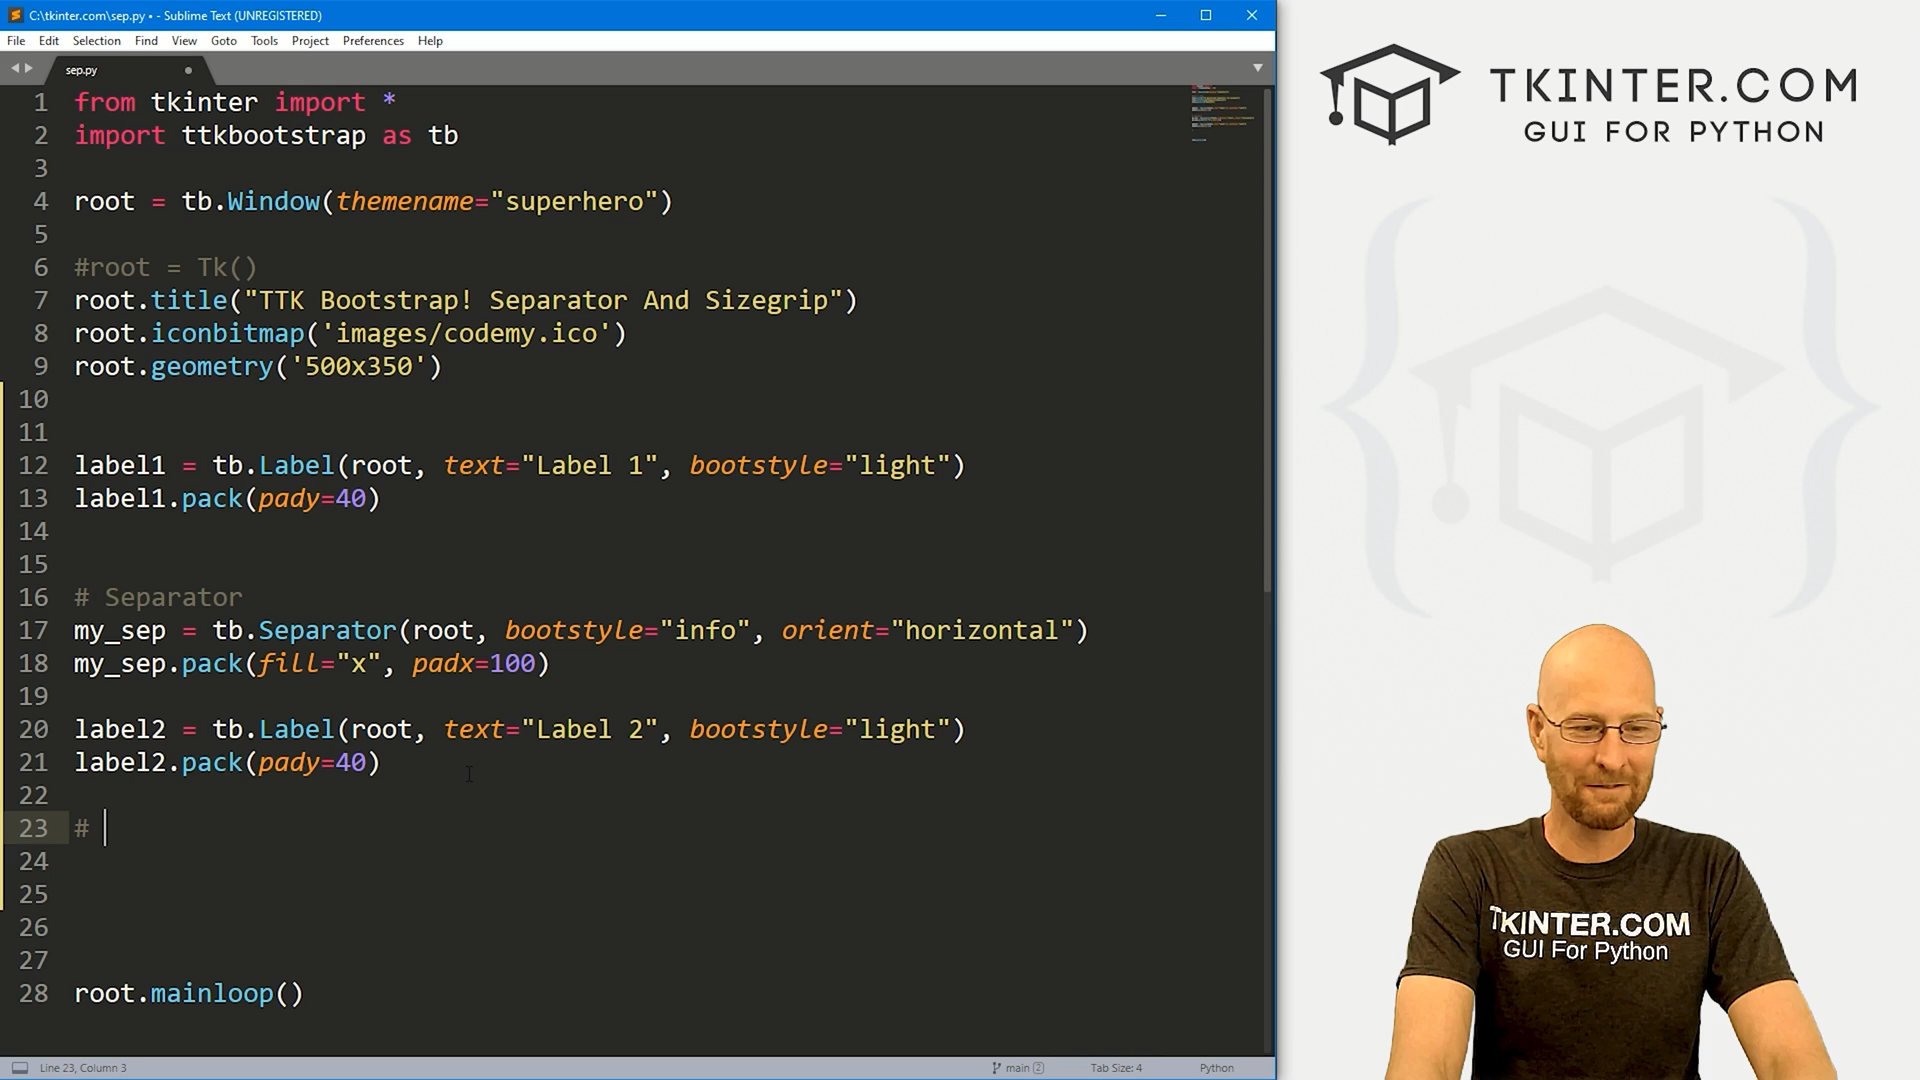 C:\tkinter.com\sep.py • - Sublime Text (UNREGISTERED)
File Edit Selection Find View Goto Tools Project Preferences Help
sep.py
1 from tkinter import *
2 import ttkbootstrap as tb
3
4 root = tb.Window(themename="superhero")
5
6 #root = Tk()
7 root.title("TTK Bootstrap! Separator And Sizegrip")
8 root.iconbitmap('images/codemy.ico')
9 root.geometry('500x350')
10
11
12 label1 = tb.Label(root, text="Label 1", bootstyle="light")
13 label1.pack(pady=40)
14
15
16 # Separator
17 my_sep = tb.Separator(root, bootstyle="info", orient="horizontal")
18 my_sep.pack(fill="x", padx=100)
19
20 label2 = tb.Label(root, text="Label 2", bootstyle="light")
21 label2.pack(pady=40)
22
23 #
24
25
26
27
28 root.mainloop()
Line 23, Column 3
main 2
Tab Size: 4
Python
TKINTER.COM
GUI FOR PYTHON
TKINTER.COM
GUI For Python